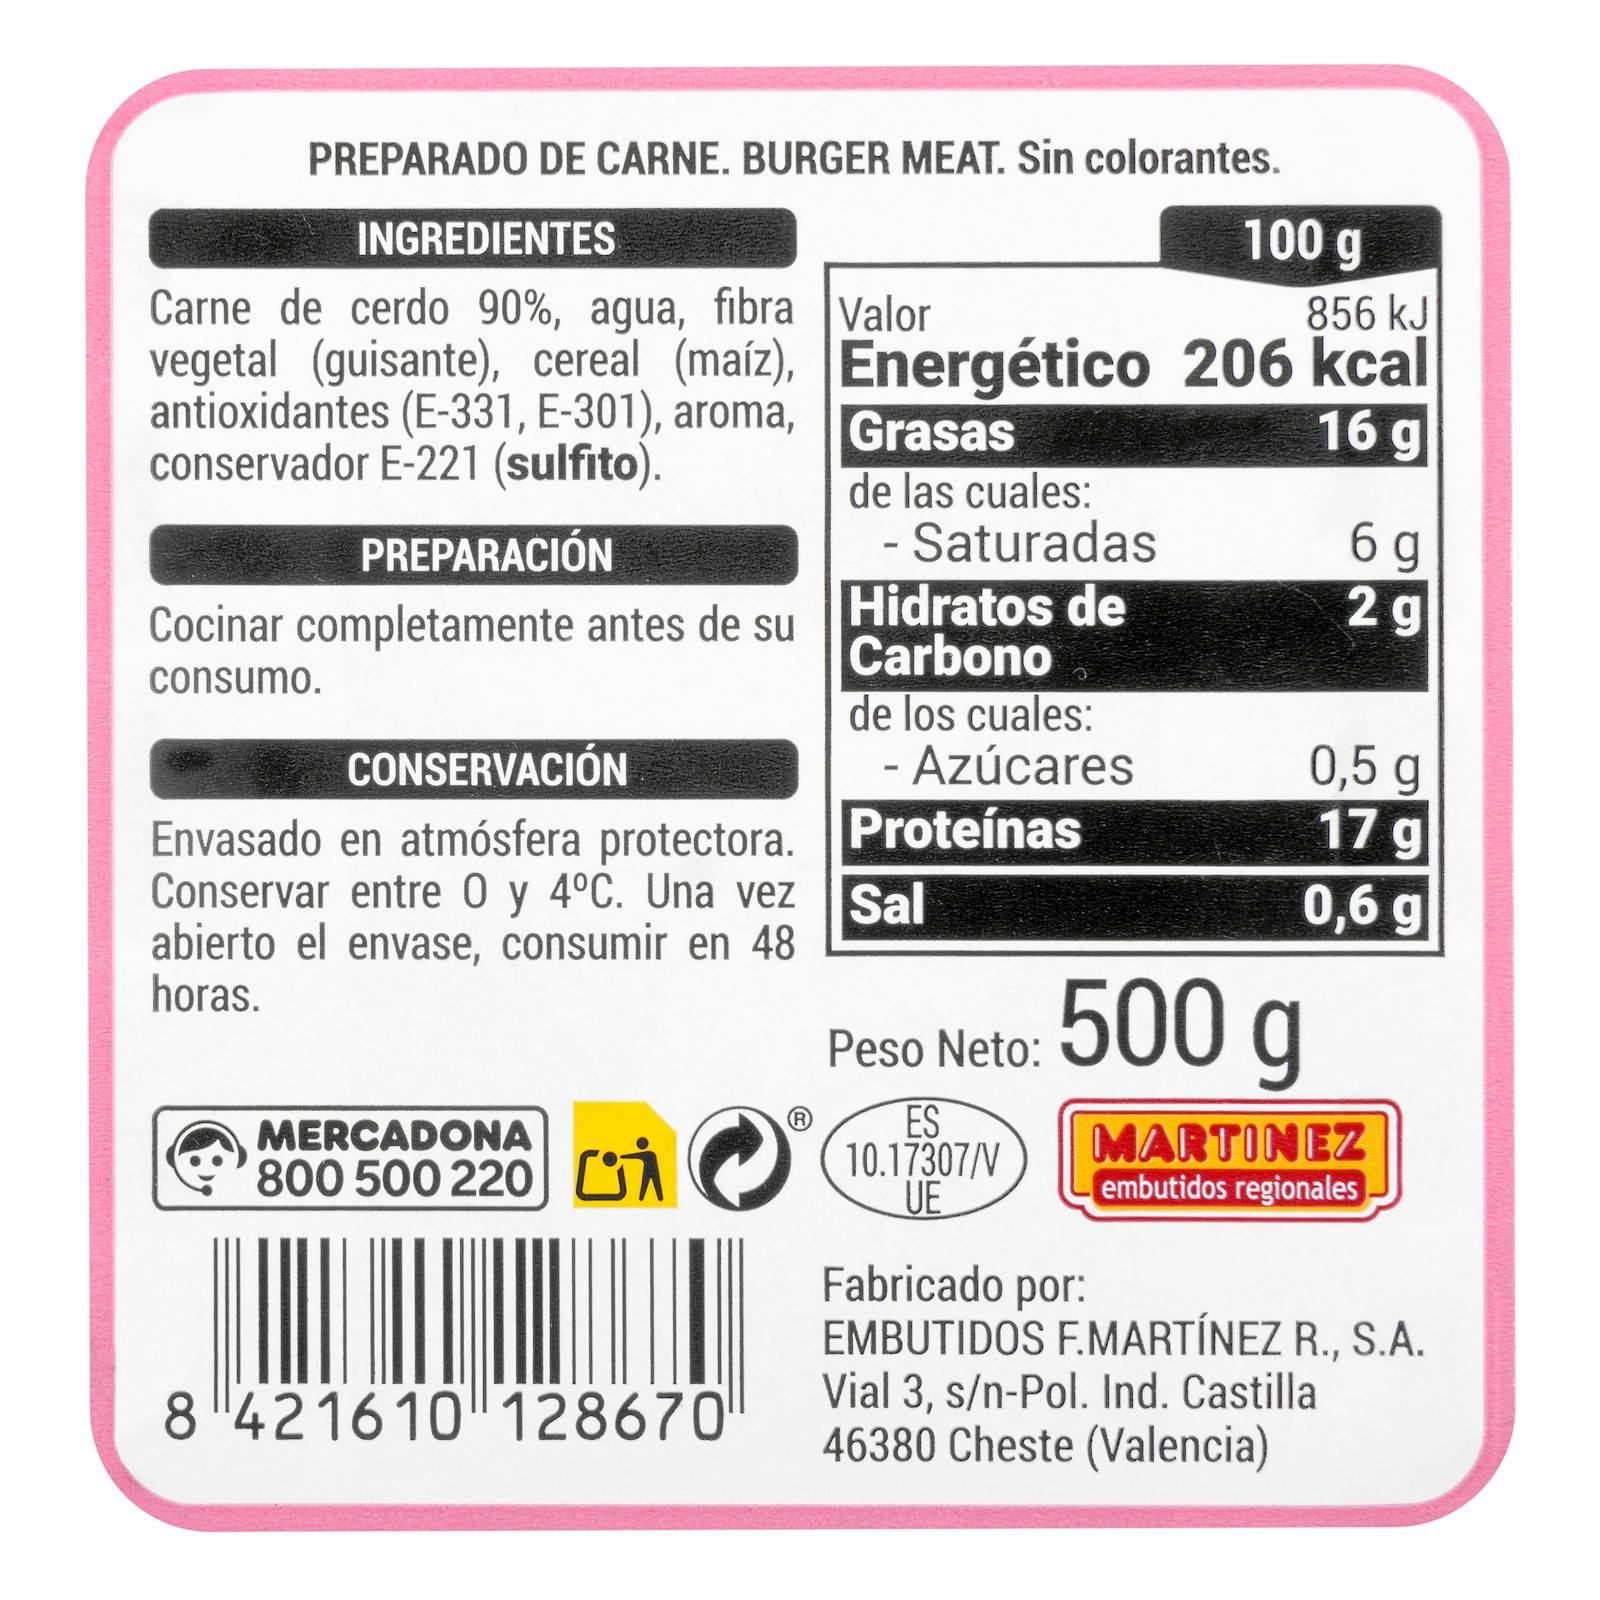 PREPARADO DE CARNE. BURGER MEAT. Sin colorantes.
INGREDIENTES
Carne de cerdo 90%, agua, fibra
vegetal (guisante), cereal (maíz),
antioxidantes (E-331, E-301), aroma,
conservador E-221 (sulfito).
PREPARACIÓN
Cocinar completamente antes de su
consumo.
CONSERVACIÓN
Envasado en atmósfera protectora.
Conservar entre 0 y 4ºC. Una vez
abierto el envase, consumir en 48
horas.
100 g
Valor 856 kJ
Energético 206 kcal
Grasas 16 g
de las cuales:
- Saturadas 6 g
Hidratos de 2 g
Carbono
de los cuales:
- Azúcares 0,5 g
Proteínas 17 g
Sal 0,6 g
Peso Neto: 500 g
MERCADONA
800 500 220
®
ES
10.17307/V
UE
MARTINEZ
embutidos regionales
8 421610 128670
Fabricado por:
EMBUTIDOS F.MARTÍNEZ R., S.A.
Vial 3, s/n-Pol. Ind. Castilla
46380 Cheste (Valencia)